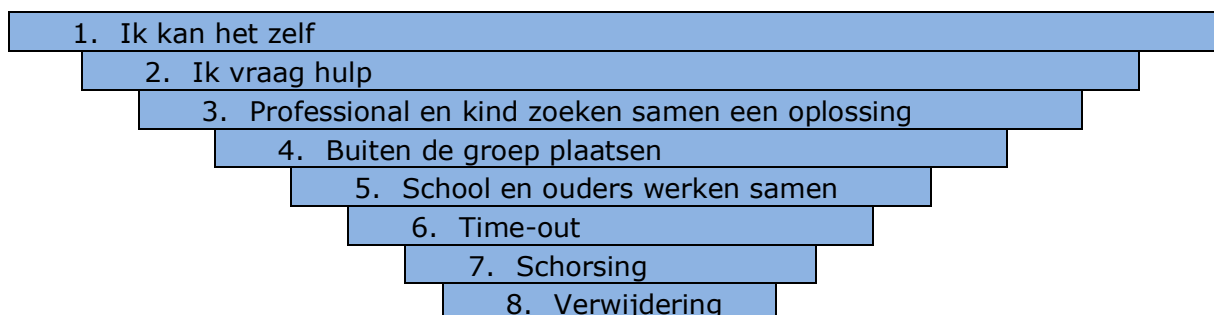 1. Ik kan het zelf
2. Ik vraag hulp
3. Professional en kind zoeken samen een oplossing
4. Buiten de groep plaatsen
5. School en ouders werken samen
6. Time-out
7. Schorsing
8. Verwijdering